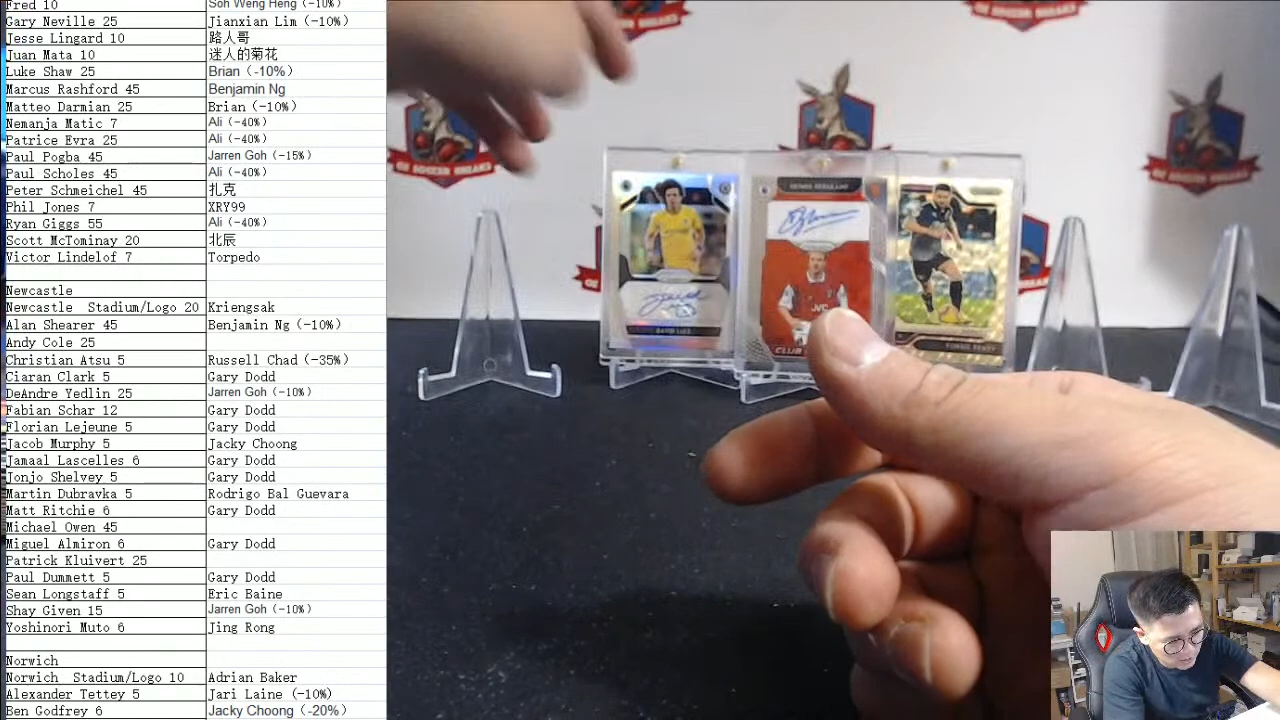 Fred 10 Soh Weng Heng (-10%)
Gary Neville 25 Jianxian Lim (-10%)
Jesse Lingard 10 路人哥
Juan Mata 10 迷人的菊花
Luke Shaw 25 Brian (-10%)
Marcus Rashford 45 Benjamin Ng
Matteo Darmian 25 Brian (-10%)
Nemanja Matic 7 Ali (-40%)
Patrice Evra 25 Ali (-40%)
Paul Pogba 45 Jarren Goh (-15%)
Paul Scholes 45 Ali (-40%)
Peter Schmeichel 45 扎克
Phil Jones 7 XRY99
Ryan Giggs 55 Ali (-40%)
Scott McTominay 20 北辰
Victor Lindelof 7 Torpedo
Newcastle
Newcastle Stadium/Logo 20 Kriengsak
Alan Shearer 45 Benjamin Ng (-10%)
Andy Cole 25
Christian Atsu 5 Russell Chad (-35%)
Ciaran Clark 5 Gary Dodd
DeAndre Yedlin 25 Jarren Goh (-10%)
Fabian Schar 12 Gary Dodd
Florian Lejeune 5 Gary Dodd
Jacob Murphy 5 Jacky Choong
Jamaal Lascelles 6 Gary Dodd
Jonjo Shelvey 5 Gary Dodd
Martin Dubravka 5 Rodrigo Bal Guevara
Matt Ritchie 6 Gary Dodd
Michael Owen 45
Miguel Almiron 6 Gary Dodd
Patrick Kluivert 25
Paul Dummett 5 Gary Dodd
Sean Longstaff 5 Eric Baine
Shay Given 15 Jarren Goh (-10%)
Yoshinori Muto 6 Jing Rong
Norwich
Norwich Stadium/Logo 10 Adrian Baker
Alexander Tettey 5 Jari Laine (-10%)
Ben Godfrey 6 Jacky Choong (-20%)
OZ SOCCER BREAKS
DAVID LUIZ
DENNIS BERGKAMP
JVC
CLUB